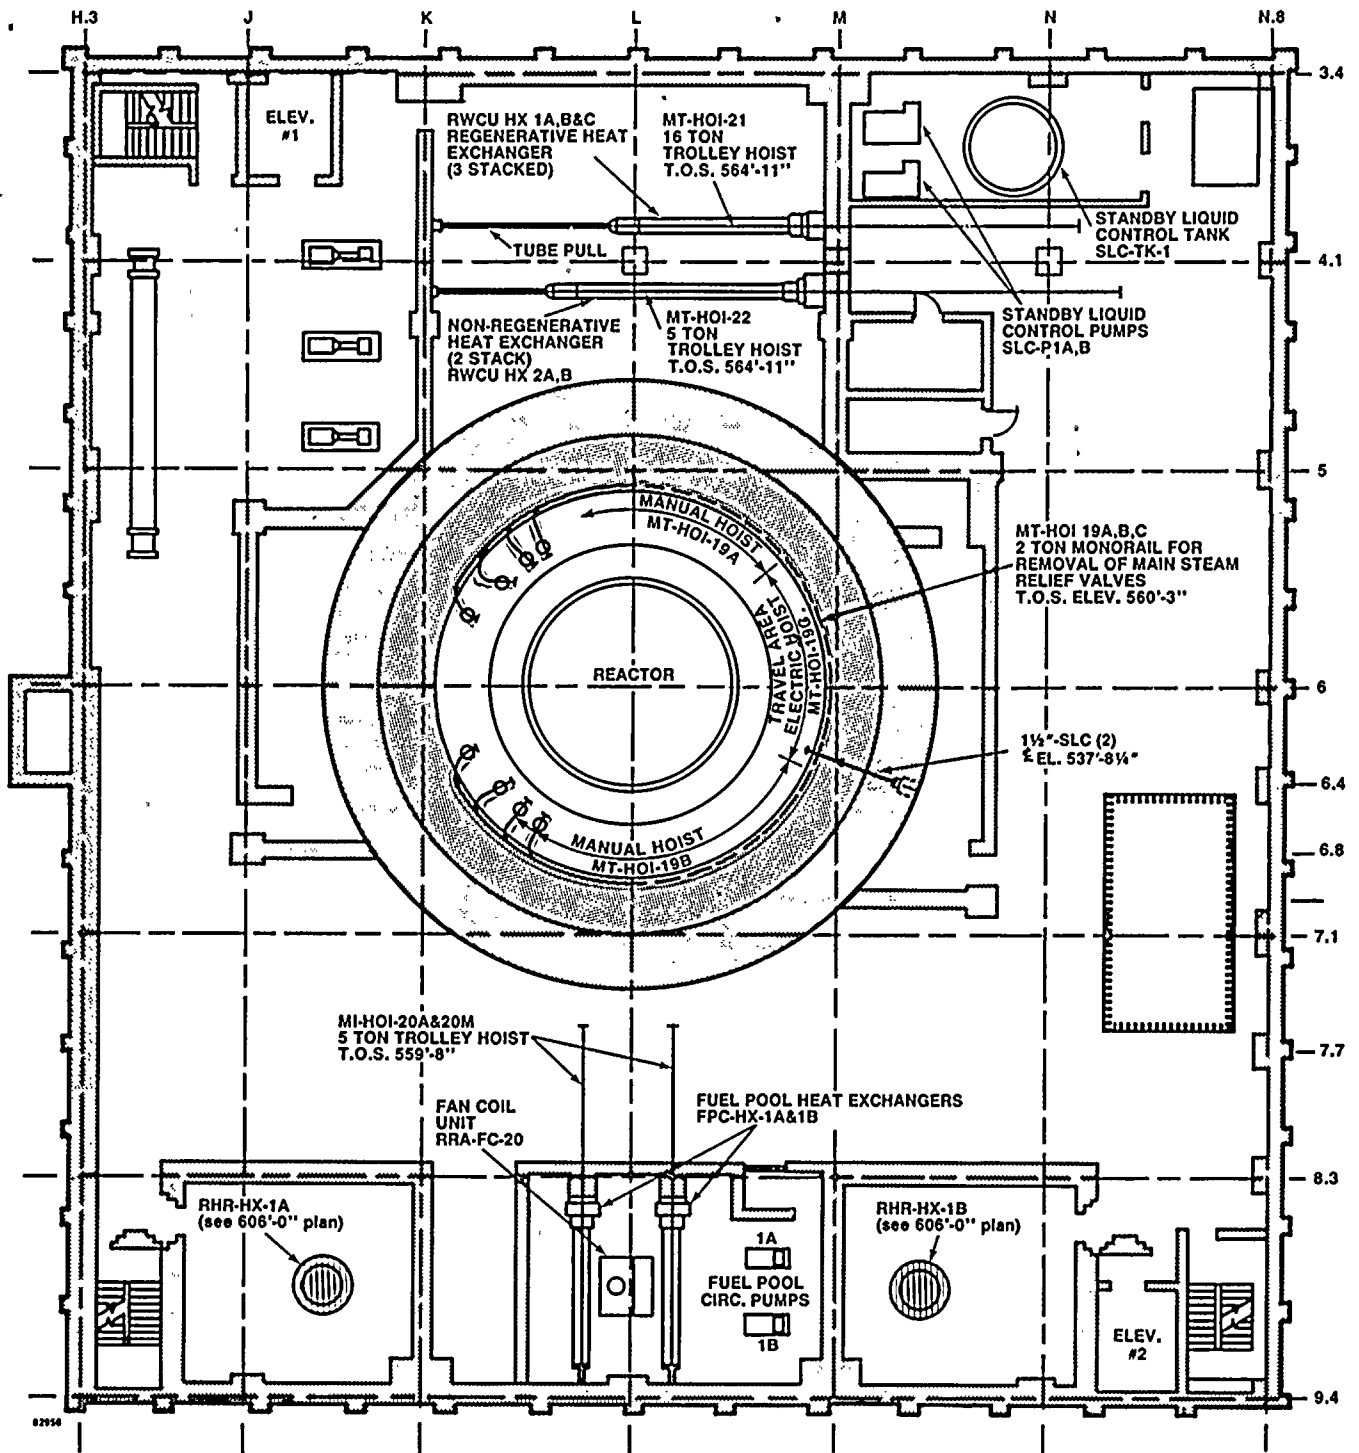 H.3
J
K
L
M
N
N.8
3.4
4.1
5
6
6.4
6.8
7.1
7.7
8.3
9.4
ELEV.
#1
RWCU HX 1A,B&C
REGENERATIVE HEAT
EXCHANGER
(3 STACKED)
MT-HOI-21
16 TON
TROLLEY HOIST
T.O.S. 564'-11"
TUBE PULL
STANDBY LIQUID
CONTROL TANK
SLC-TK-1
NON-REGENERATIVE
HEAT EXCHANGER
(2 STACK)
RWCU HX 2A,B
MT-HOI-22
5 TON
TROLLEY HOIST
T.O.S. 564'-11"
STANDBY LIQUID
CONTROL PUMPS
SLC-P1A,B
MANUAL HOIST
MT-HOI-19A
MT-HOI 19A,B,C
2 TON MONORAIL FOR
REMOVAL OF MAIN STEAM
RELIEF VALVES
T.O.S. ELEV. 560'-3"
TRAVEL AREA
ELECTRIC HOIST
MT-HOI-19C.
REACTOR
1½"-SLC (2)
EL. 537'-8¼"
MANUAL HOIST
MT-HOI-19B
MI-HOI-20A&20M
5 TON TROLLEY HOIST
T.O.S. 559'-8"
FAN COIL
UNIT
RRA-FC-20
FUEL POOL HEAT EXCHANGERS
FPC-HX-1A&1B
RHR-HX-1A
(see 606'-0" plan)
RHR-HX-1B
(see 606'-0" plan)
1A
FUEL POOL
CIRC. PUMPS
1B
ELEV.
#2